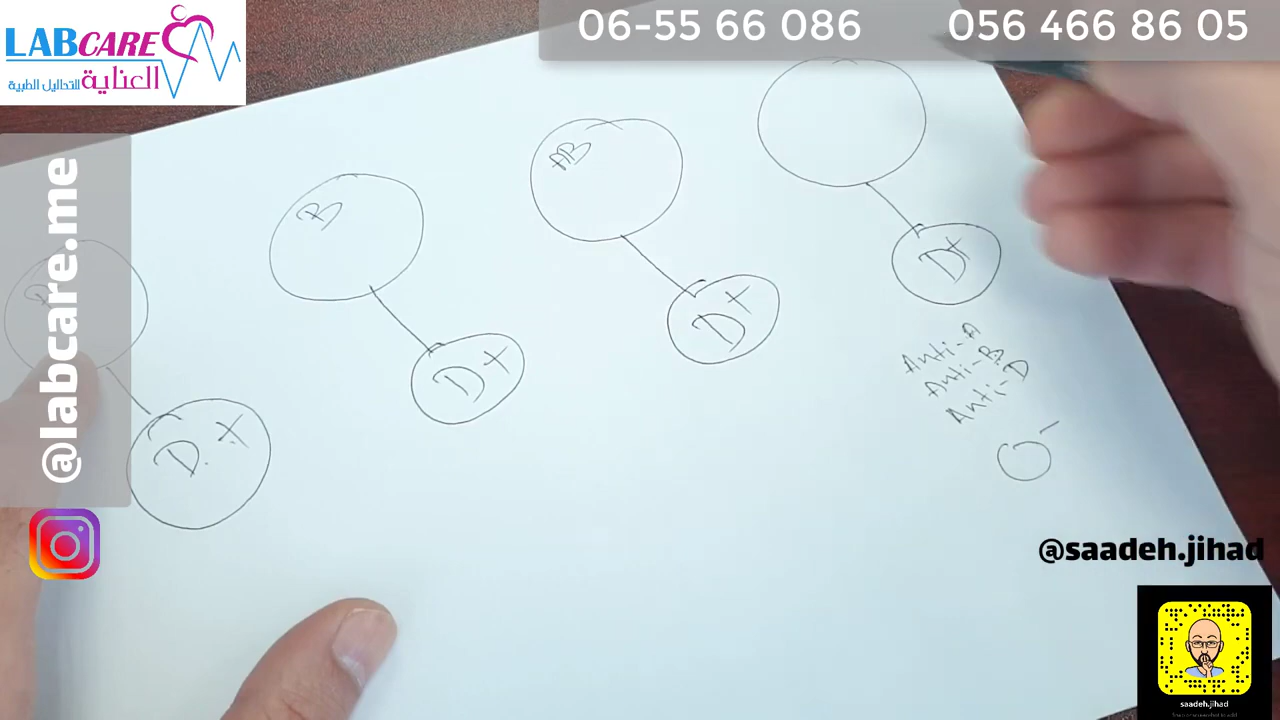 LABCARE
العناية للتحاليل الطبية
06-55 66 086
056 466 86 05
@labcare.me
B
AB
D+
D+
D+
D.+
Anti-A
Anti-B
Anti-D
O-
@saadeh.jihad
saadeh.jihad